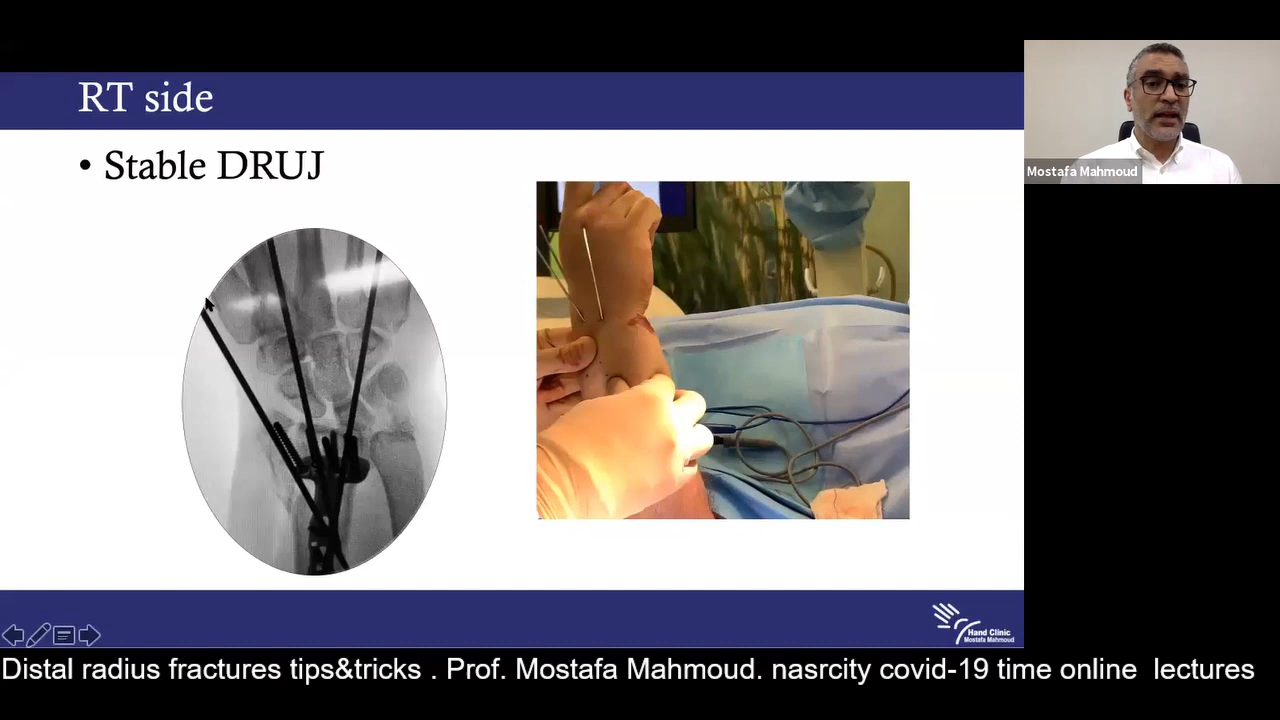 RT side
• Stable DRUJ
Mostafa Mahmoud
Hand Clinic
Mostafa Mahmoud
Distal radius fractures tips&tricks . Prof. Mostafa Mahmoud. nasrcity covid-19 time online lectures